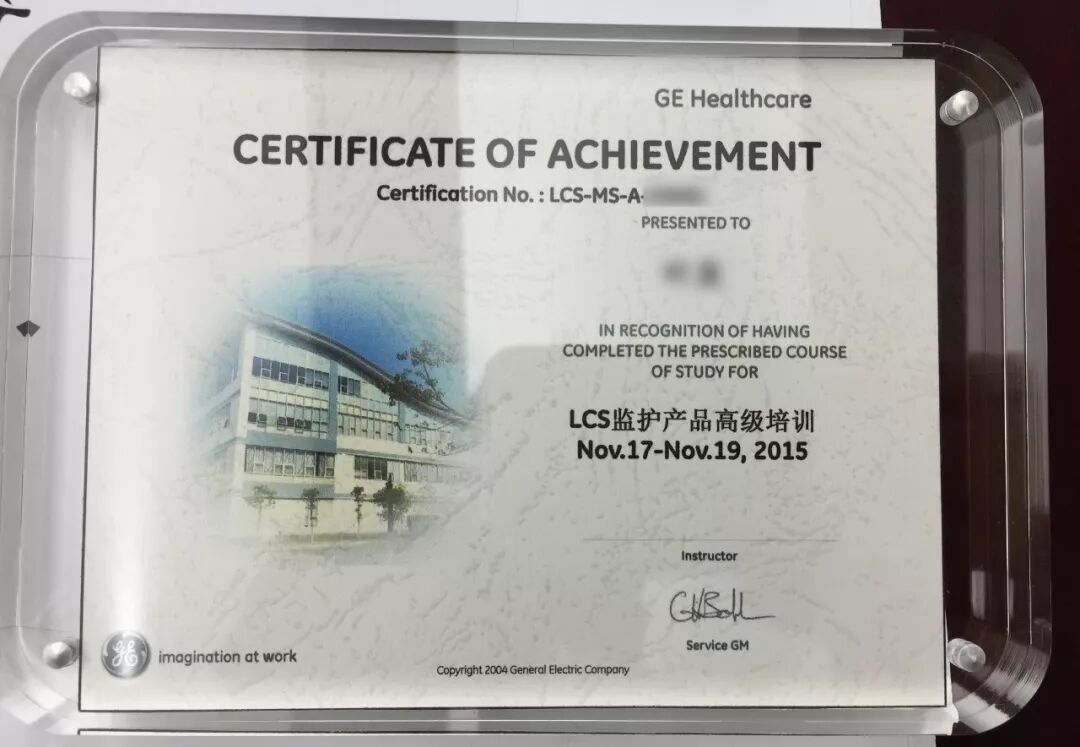 GE Healthcare
CERTIFICATE OF ACHIEVEMENT
Certification No. : LCS-MS-A-
PRESENTED TO
IN RECOGNITION OF HAVING
COMPLETED THE PRESCRIBED COURSE
OF STUDY FOR
LCS监护产品高级培训
Nov.17-Nov.19, 2015
Instructor
Service GM
GE imagination at work
Copyright 2004 General Electric Company